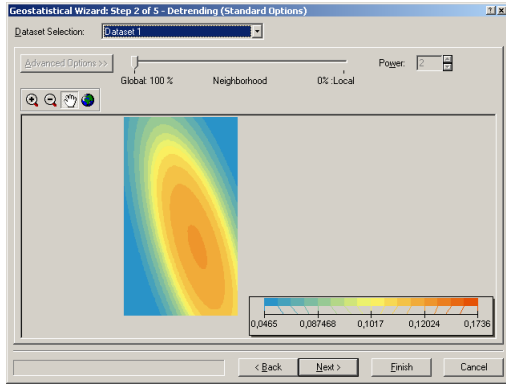 Geostatistical Wizard: Step 2 of 5 - Detrending (Standard Options)
Dataset Selection: Dataset 1
Advanced Options >> Power: 2
Global: 100 % Neighborhood 0% :Local
0,0465 0,087468 0,1017 0,12024 0,1736
< Back Next > Finish Cancel